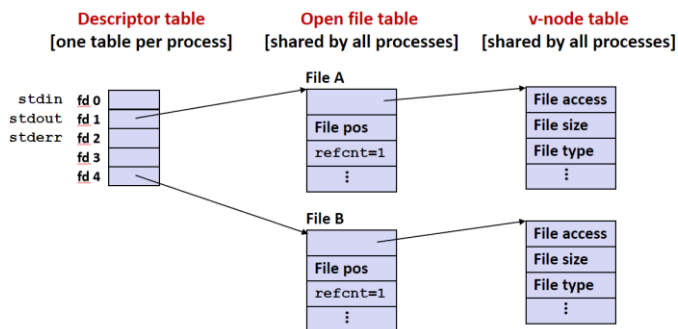 Descriptor table
[one table per process]
Open file table
[shared by all processes]
v-node table
[shared by all processes]
stdin fd 0
stdout fd 1
stderr fd 2
fd 3
fd 4
File A
File pos
refcnt=1
⋮
File access
File size
File type
⋮
File B
File pos
refcnt=1
⋮
File access
File size
File type
⋮